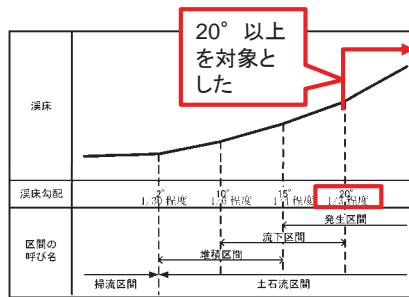 20°以上
を対象と
した
渓床
渓床勾配
2° 10° 15° 20°
1/30程度 1/6程度 1/4程度 1/3程度
区間の
呼び名
発生区間
流下区間
堆積区間
掃流区間 土石流区間